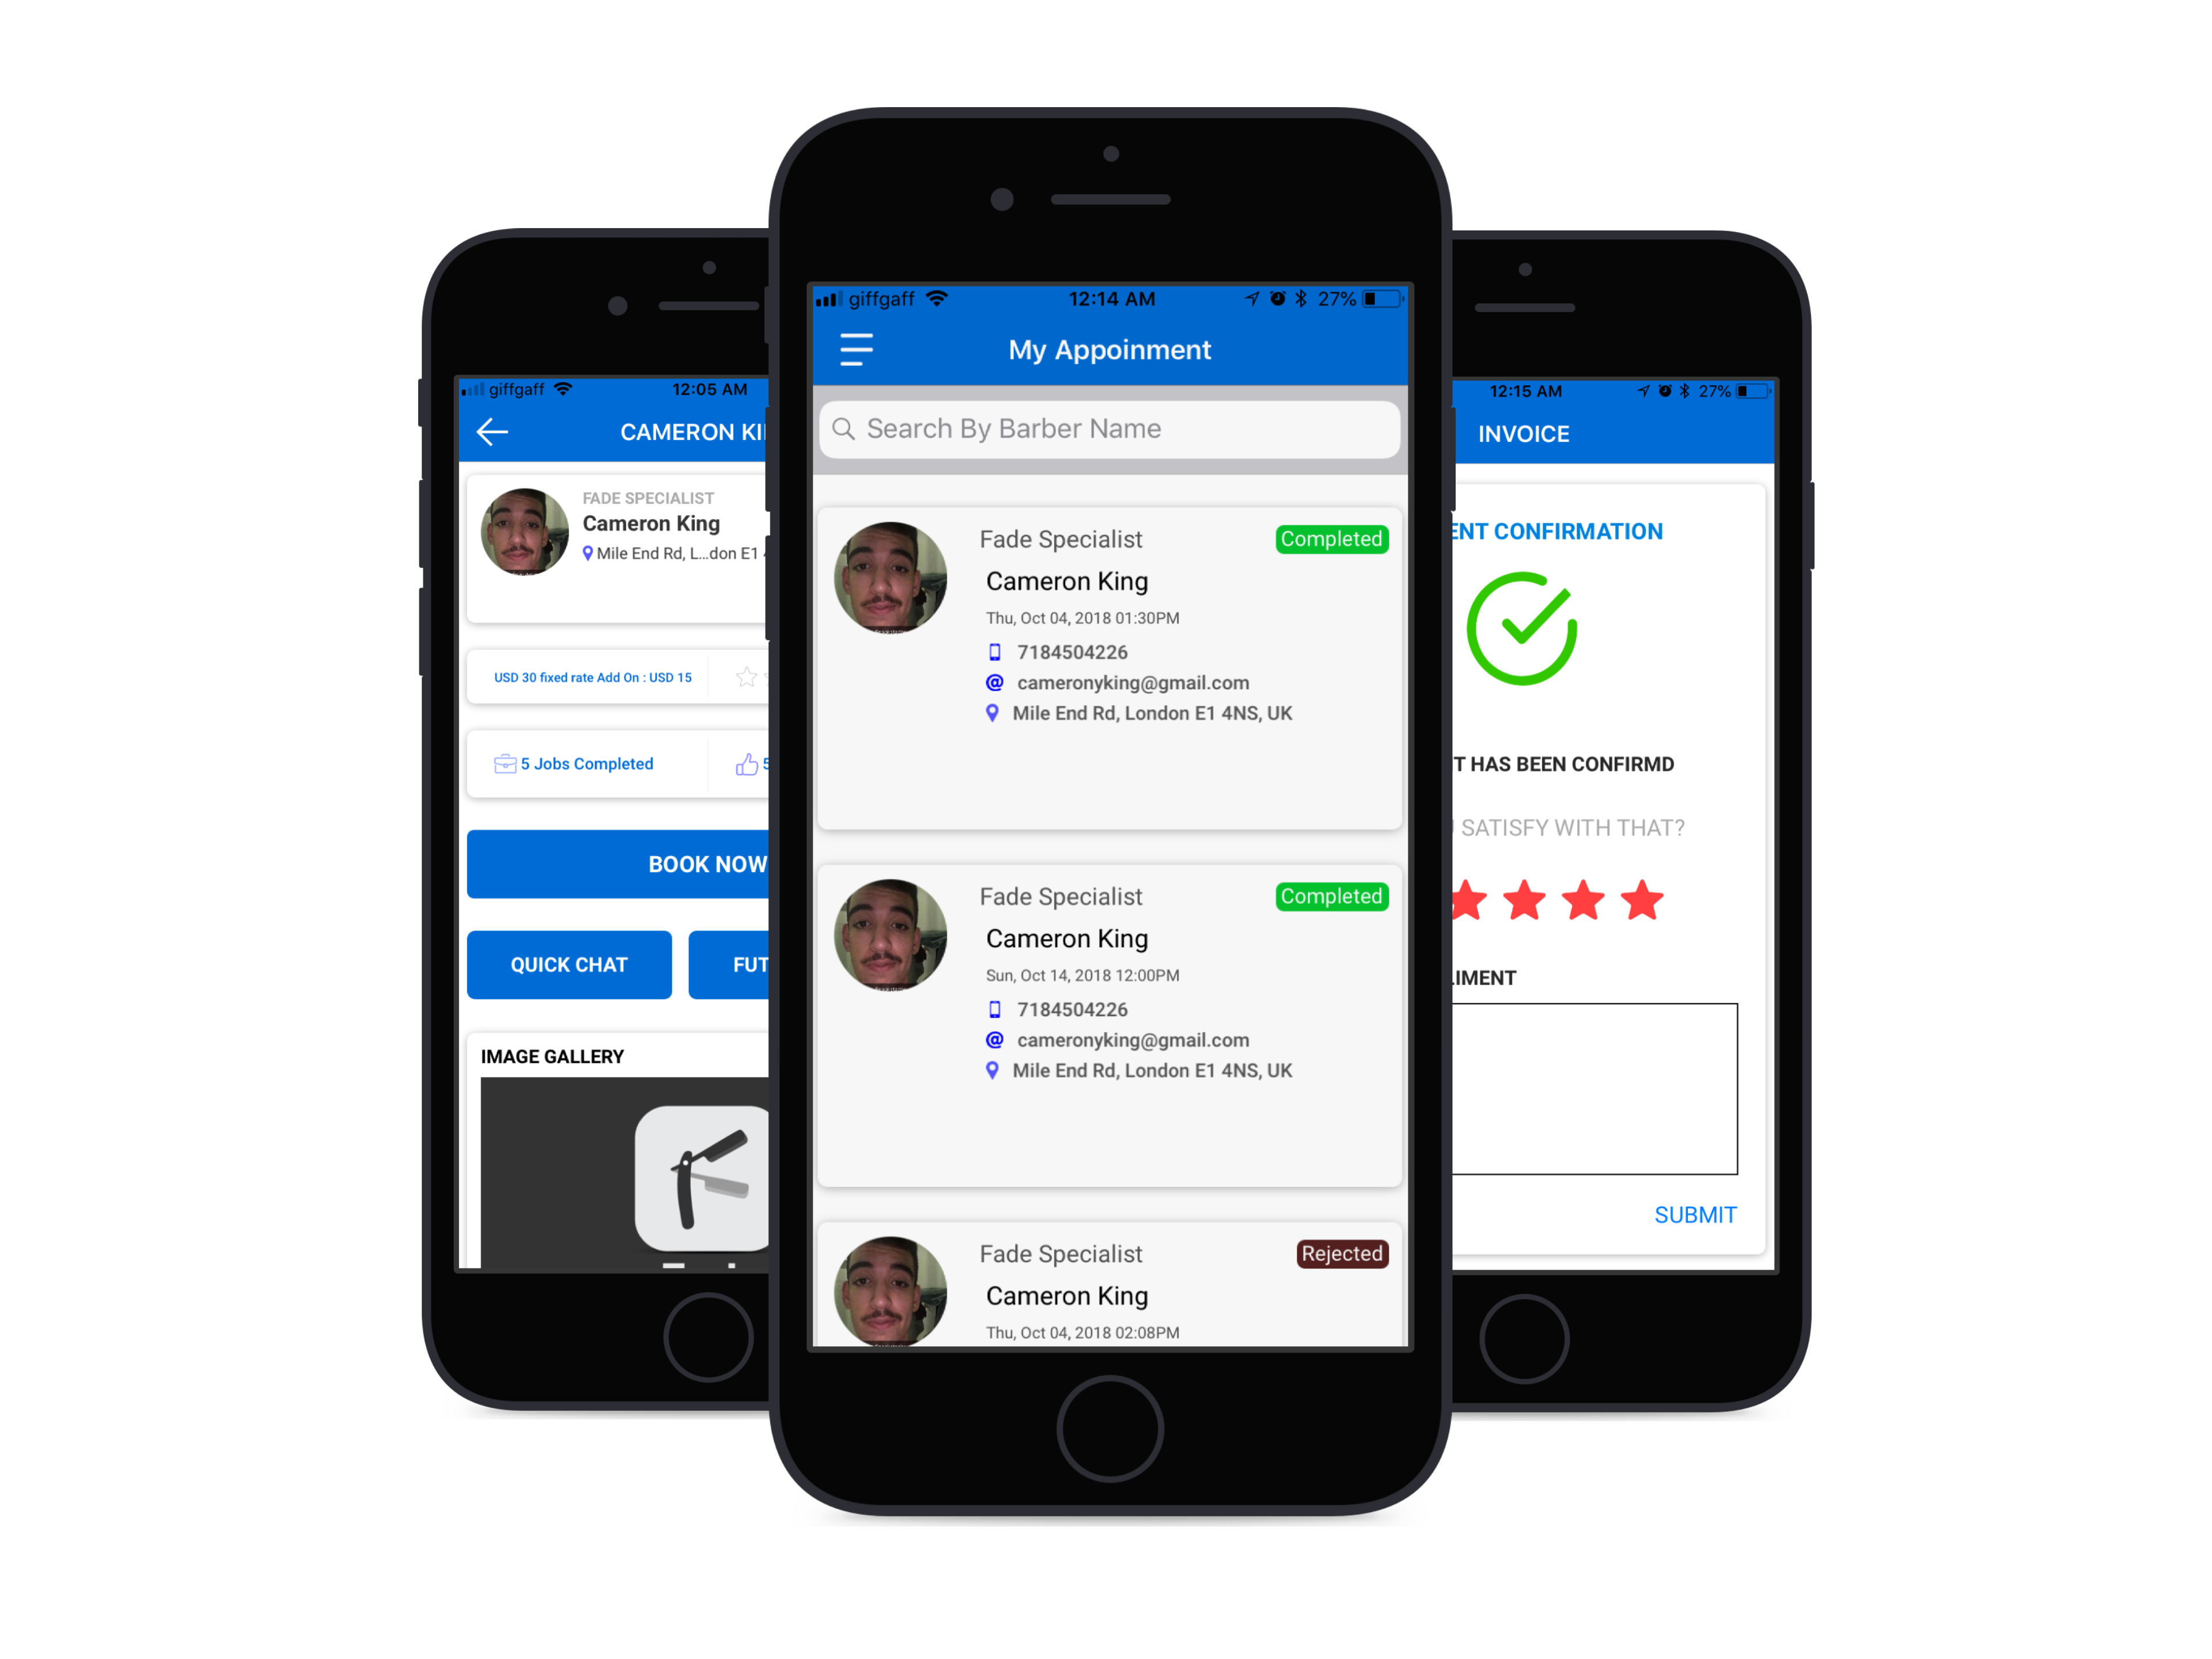 giffgaff 12:05 AM
CAMERON
FADE SPECIALIST
Cameron King
Mile End Rd, L...don E1
USD 30 fixed rate Add On : USD 15
5 Jobs Completed
5
BOOK NOW
QUICK CHAT
IMAGE GALLERY
giffgaff 12:14 AM 27%
My Appoinment
Search By Barber Name
Fade Specialist Completed
Cameron King
Thu, Oct 04, 2018 01:30PM
7184504226
@ cameronyking@gmail.com
Mile End Rd, London E1 4NS, UK
Fade Specialist Completed
Cameron King
Sun, Oct 14, 2018 12:00PM
7184504226
@ cameronyking@gmail.com
Mile End Rd, London E1 4NS, UK
Fade Specialist Rejected
Cameron King
Thu, Oct 04, 2018 02:08PM
12:15 AM 27%
INVOICE
CONFIRMATION
HAS BEEN CONFIRMD
SATISFY WITH THAT?
SUBMIT